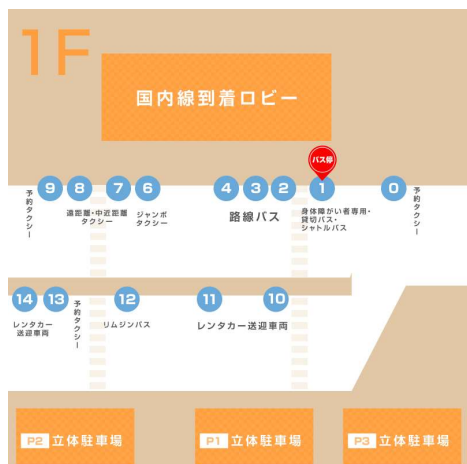 1F
国内線到着ロビー
バス停
9
8
7
6
4
3
2
1
0
予約タクシー
遠距離・中近距離
タクシー
ジャンボ
タクシー
路線バス
身体障がい者専用・
貸切バス・
シャトルバス
予約タクシー
14
13
12
11
10
レンタカー
送迎車両
予約タクシー
リムジンバス
レンタカー送迎車両
P2 立体駐車場
P1 立体駐車場
P3 立体駐車場